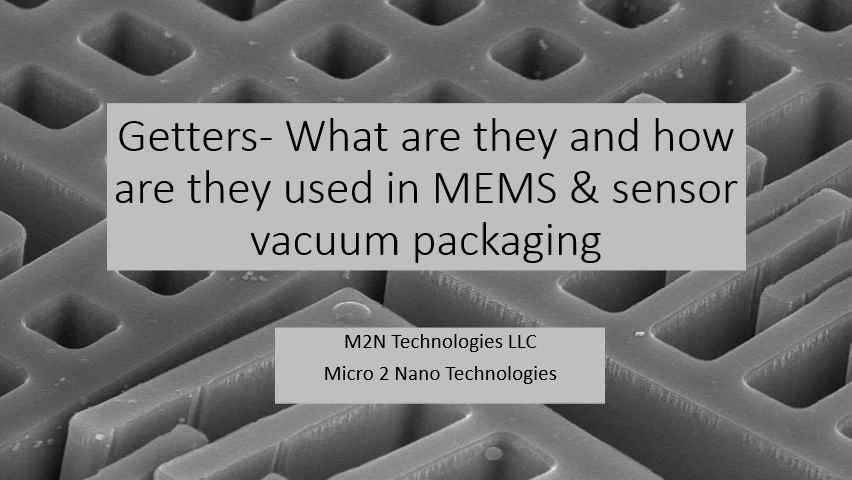 Getters- What are they and how
are they used in MEMS & sensor
vacuum packaging
M2N Technologies LLC
Micro 2 Nano Technologies